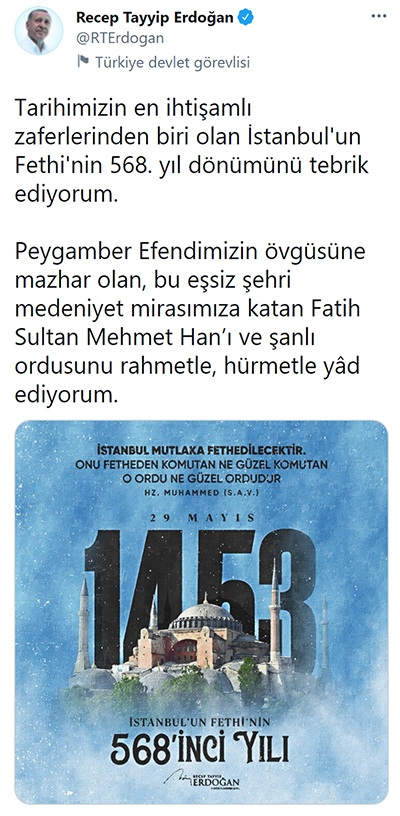 Recep Tayyip Erdoğan
@RTErdogan
Türkiye devlet görevlisi
Tarihimizin en ihtişamlı
zaferlerinden biri olan İstanbul'un
Fethi'nin 568. yıl dönümünü tebrik
ediyorum.
Peygamber Efendimizin övgüsüne
mazhar olan, bu eşsiz şehri
medeniyet mirasımıza katan Fatih
Sultan Mehmet Han’ı ve şanlı
ordusunu rahmetle, hürmetle yâd
ediyorum.
İSTANBUL MUTLAKA FETHEDİLECEKTİR.
ONU FETHEDEN KOMUTAN NE GÜZEL KOMUTAN
O ORDU NE GÜZEL ORDUDUR
HZ. MUHAMMED (S.A.V.)
29 MAYIS
1453
İSTANBUL'UN FETHİ'NİN
568'İNCİ YILI
RECEP TAYYİP
ERDOĞAN